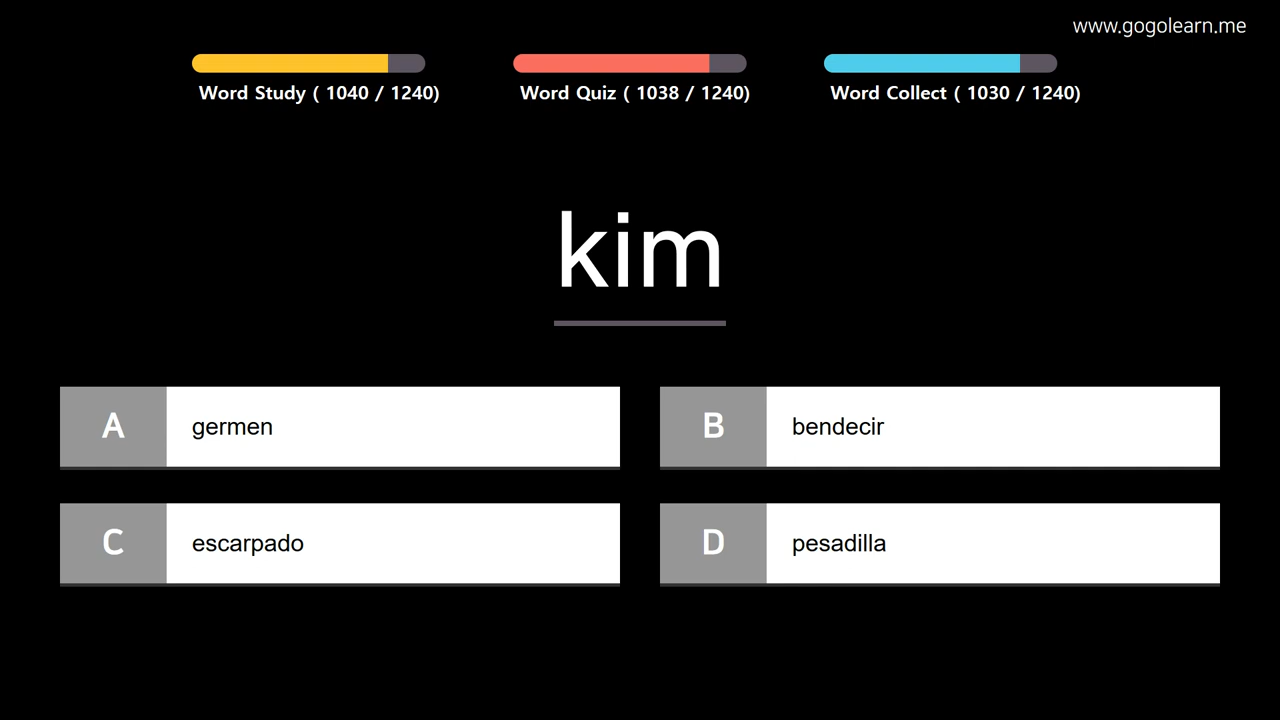 www.gogolearn.me
Word Study ( 1040 / 1240)
Word Quiz ( 1038 / 1240)
Word Collect ( 1030 / 1240)
kim
A germen
B bendecir
C escarpado
D pesadilla